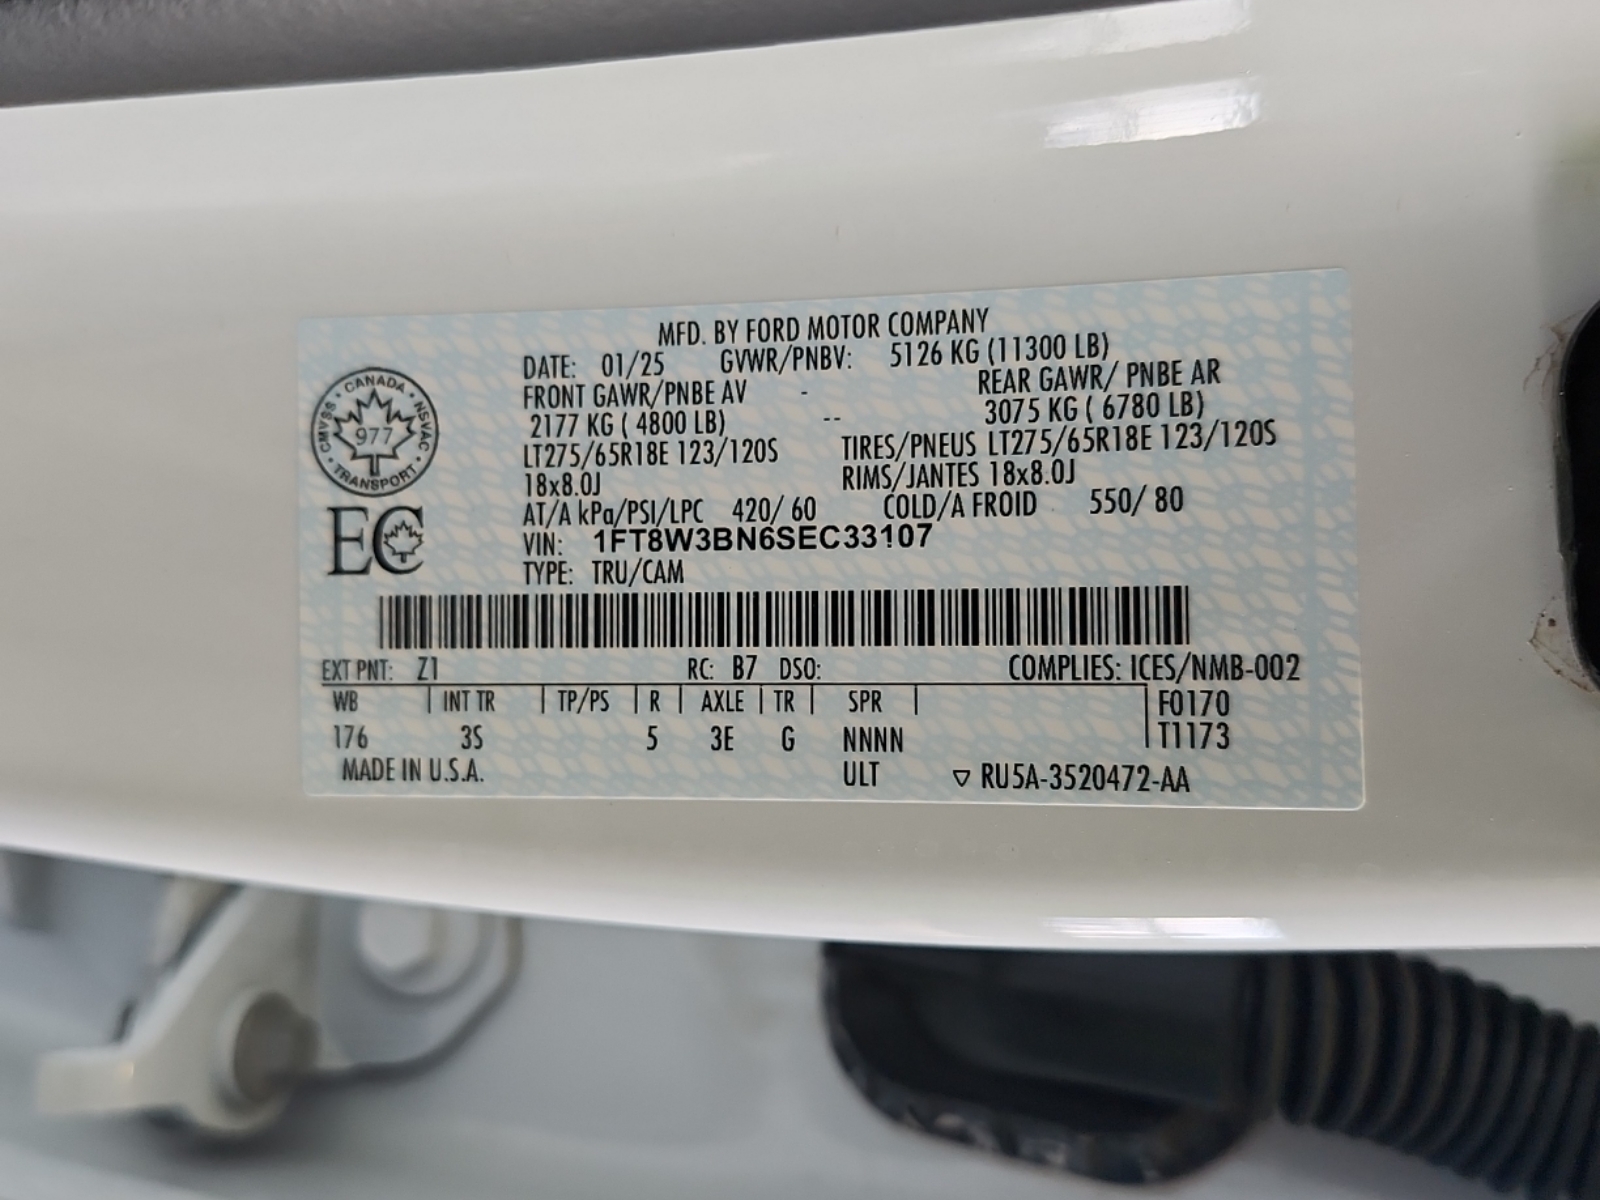 MFD. BY FORD MOTOR COMPANY
DATE: 01/25 GVWR/PNBV: 5126 KG (11300 LB)
FRONT GAWR/PNBE AV - REAR GAWR/ PNBE AR
2177 KG ( 4800 LB) -- 3075 KG ( 6780 LB)
LT275/65R18E 123/120S TIRES/PNEUS LT275/65R18E 123/120S
18x8.0J RIMS/JANTES 18x8.0J
AT/A kPa/PSI/LPC 420/ 60 COLD/A FROID 550/ 80
VIN: 1FT8W3BN6SEC33107
TYPE: TRU/CAM
CANADA
CMVSS • NSVAC
977
TRANSPORT
EC
EXT PNT: Z1 RC: B7 DSO: COMPLIES: ICES/NMB-002
WB | INT TR | TP/PS | R | AXLE | TR | SPR | F0170
176 3S 5 3E G NNNN T1173
MADE IN U.S.A. ULT ▽ RU5A-3520472-AA